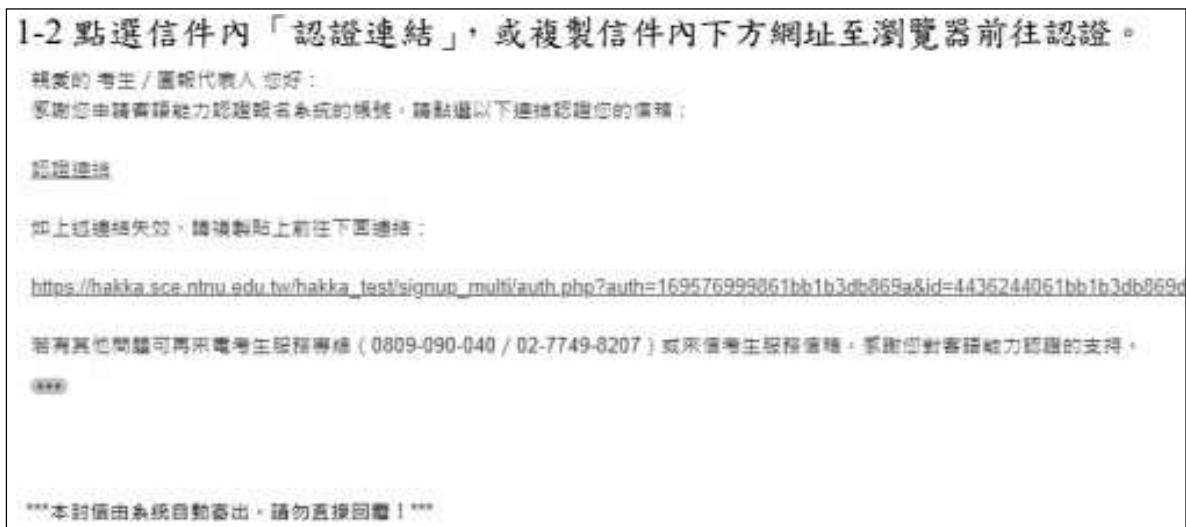 1-2 點選信件內「認證連結」，或複製信件內下方網址至瀏覽器前往認證。
親愛的 考生 / 團報代表人 您好：
感謝您申請客語能力認證報名系統的帳號，請點選以下連結認證您的信箱：
認證連結
如上述連結失效，請複製貼上前往下面連結：
https://hakka.sce.ntnu.edu.tw/hakka_test/signup_multi/auth.php?auth=169576999861bb1b3db869a&id=4436244061bb1b3db869d
若有其他問題可再來電考生服務專線（0809-090-040 / 02-7749-8207）或來信考生服務信箱，感謝您對客語能力認證的支持。
***本封信由系統自動寄出，請勿直接回覆！***